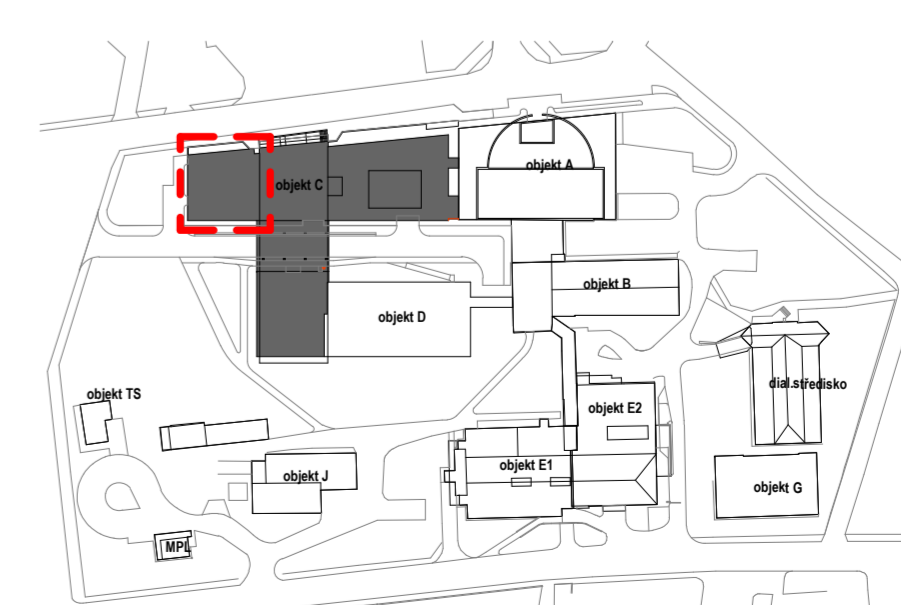 objekt A
objekt C
objekt B
objekt D
dial.středisko
objekt TS
objekt E2
objekt E1
objekt J
objekt G
MPL